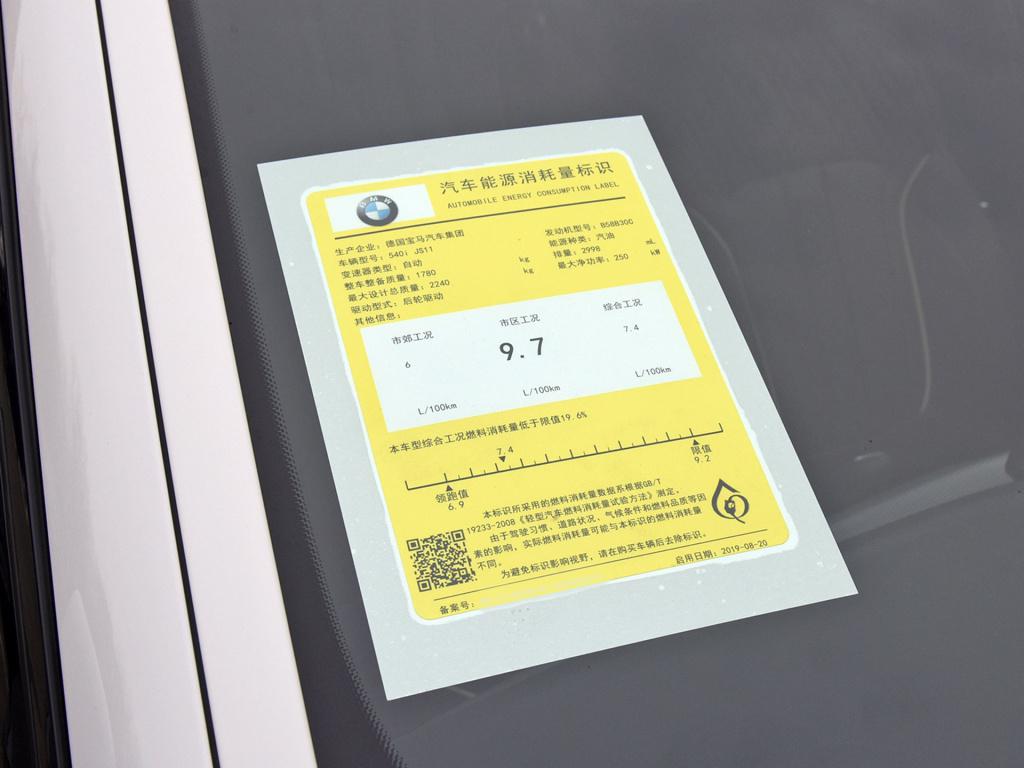 BMW
汽车能源消耗量标识
AUTOMOBILE ENERGY CONSUMPTION LABEL
生产企业：德国宝马汽车集团
车辆型号：540i JS11
发动机型号：B58B30C
变速器类型：自动
能源种类：汽油
整车整备质量：1780 kg
排量：2998 mL
最大设计总质量：2240 kg
最大净功率：250 kW
驱动型式：后轮驱动
其他信息：
市郊工况 市区工况 综合工况
6 9.7 7.4
L/100km L/100km L/100km
本车型综合工况燃料消耗量低于限值19.6%
7.4
领跑值 限值
6.9 9.2
本标识所采用的燃料消耗量数据系根据GB/T
19233-2008《轻型汽车燃料消耗量试验方法》测定。
由于驾驶习惯、道路状况、气候条件和燃料品质等因
素的影响，实际燃料消耗量可能与本标识的燃料消耗量
不同。
为避免标识影响视野，请在购买车辆后去除标识。
备案号： 启用日期：2019-08-20